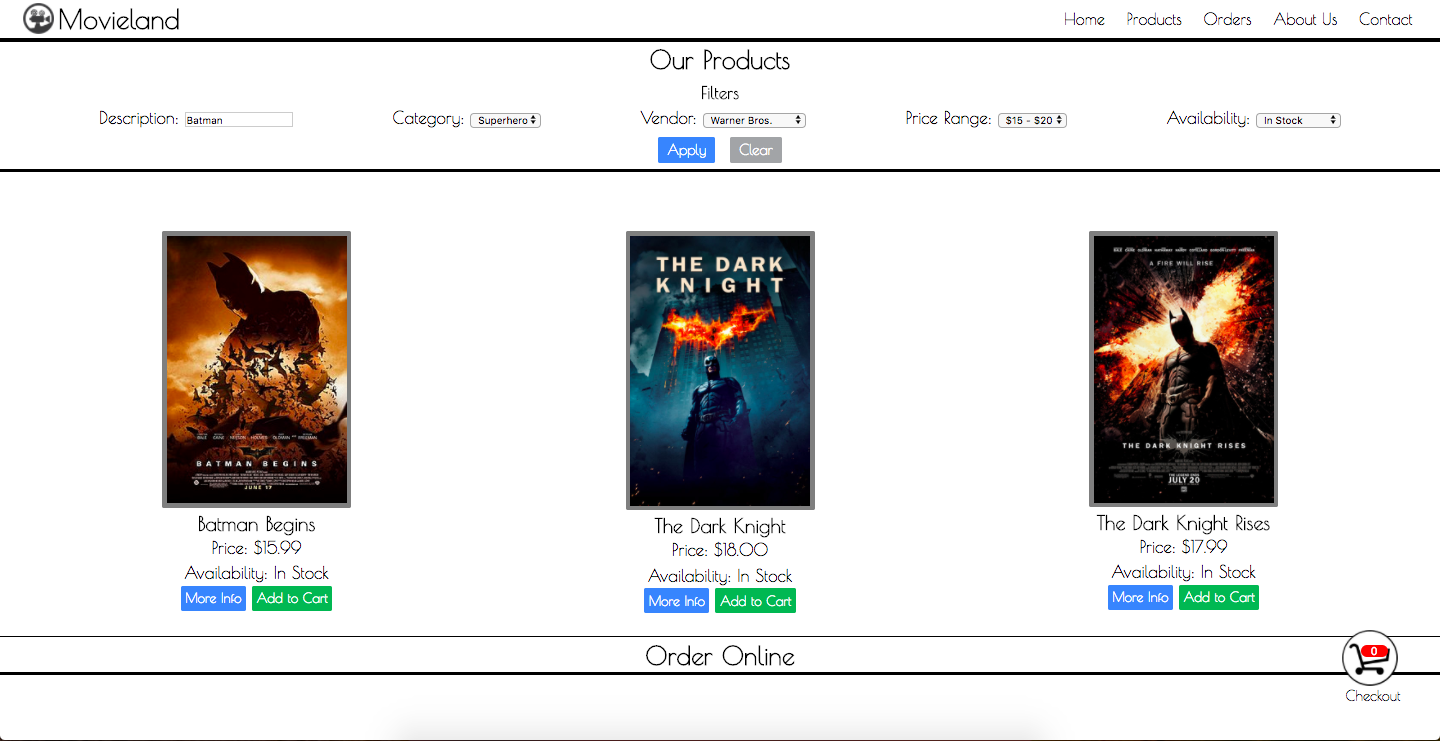 Movieland
Home Products Orders About Us Contact
Our Products
Filters
Description: Batman Category: Superhero Vendor: Warner Bros. Price Range: $15 - $20 Availability: In Stock
Apply Clear
BATMAN BEGINS
JUNE 17
THE DARK
KNIGHT
A FIRE WILL RISE
THE DARK KNIGHT RISES
THE LEGEND ENDS
JULY 20
Batman Begins
Price: $15.99
Availability: In Stock
More Info Add to Cart
The Dark Knight
Price: $18.00
Availability: In Stock
More Info Add to Cart
The Dark Knight Rises
Price: $17.99
Availability: In Stock
More Info Add to Cart
Order Online
0
Checkout